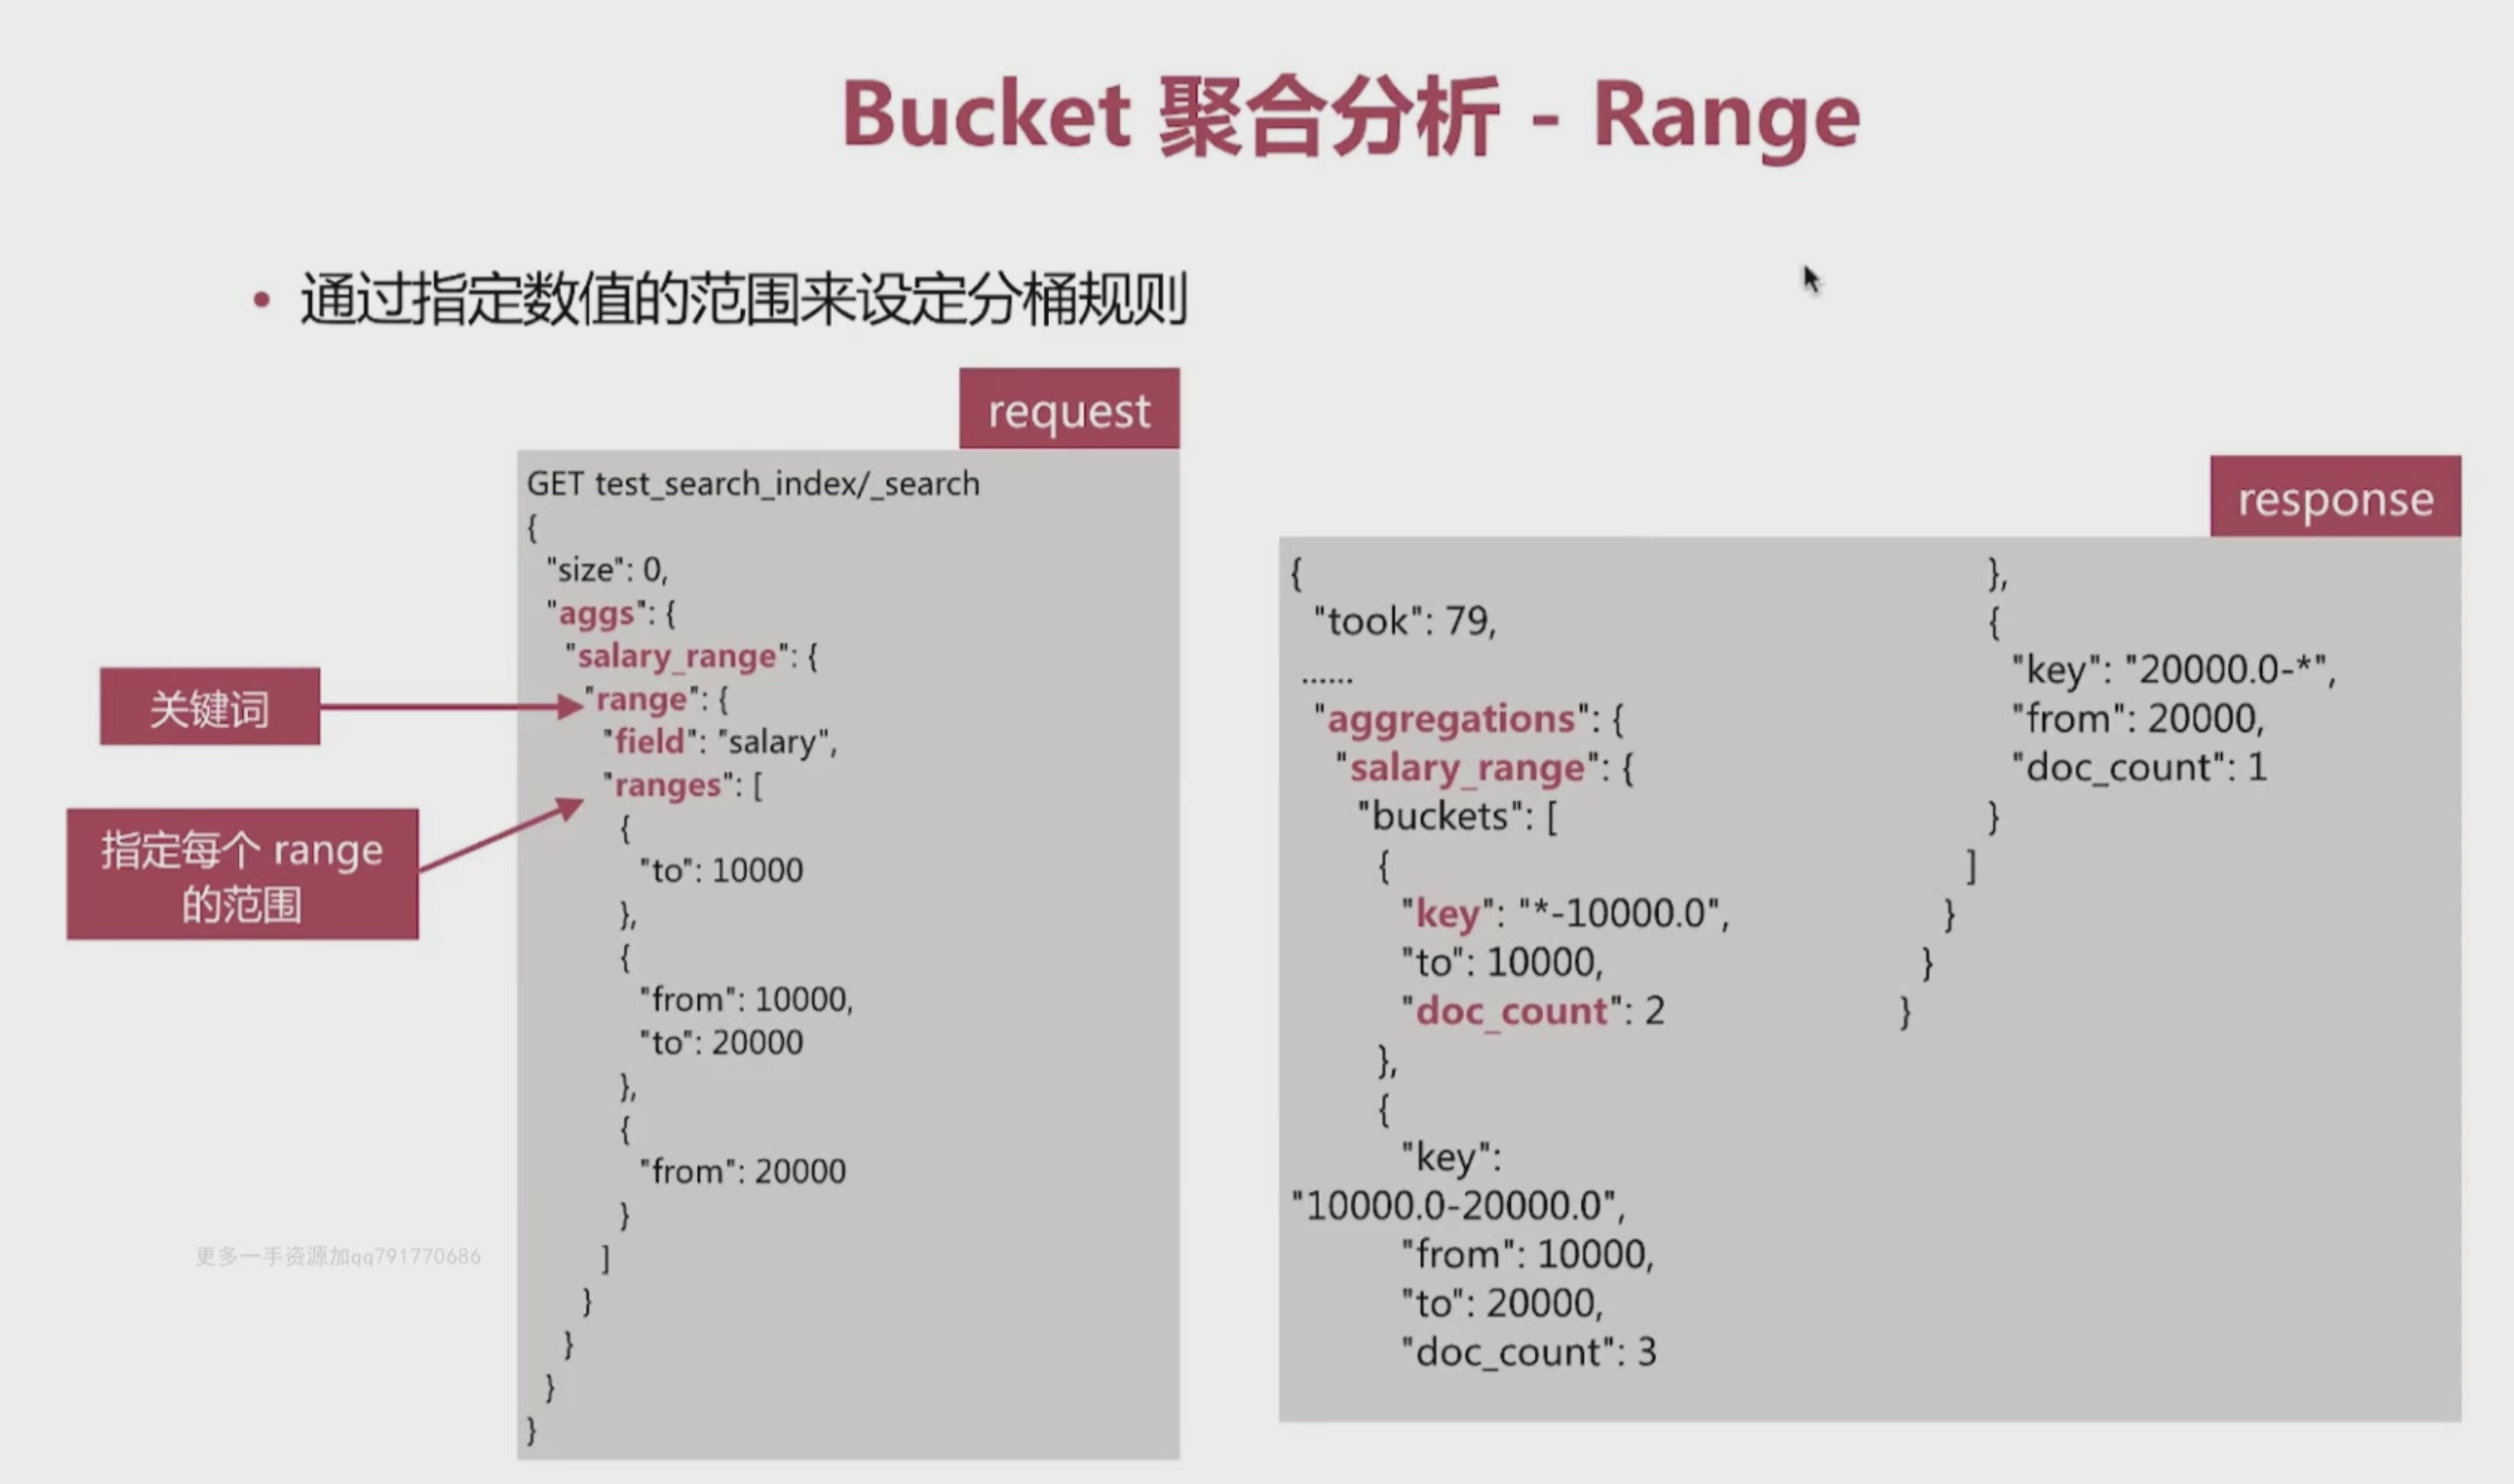 Bucket 聚合分析 - Range
• 通过指定数值的范围来设定分桶规则
request
GET test_search_index/_search
{
"size": 0,
"aggs": {
"salary_range": {
"range": {
"field": "salary",
"ranges": [
{
"to": 10000
},
{
"from": 10000,
"to": 20000
},
{
"from": 20000
}
]
}
}
}
}
关键词
指定每个 range
的范围
response
{
"took": 79,
......
"aggregations": {
"salary_range": {
"buckets": [
{
"key": "*-10000.0",
"to": 10000,
"doc_count": 2
},
{
"key":
"10000.0-20000.0",
"from": 10000,
"to": 20000,
"doc_count": 3
},
{
"key": "20000.0-*",
"from": 20000,
"doc_count": 1
}
]
}
}
}
更多一手资源加qq791770686